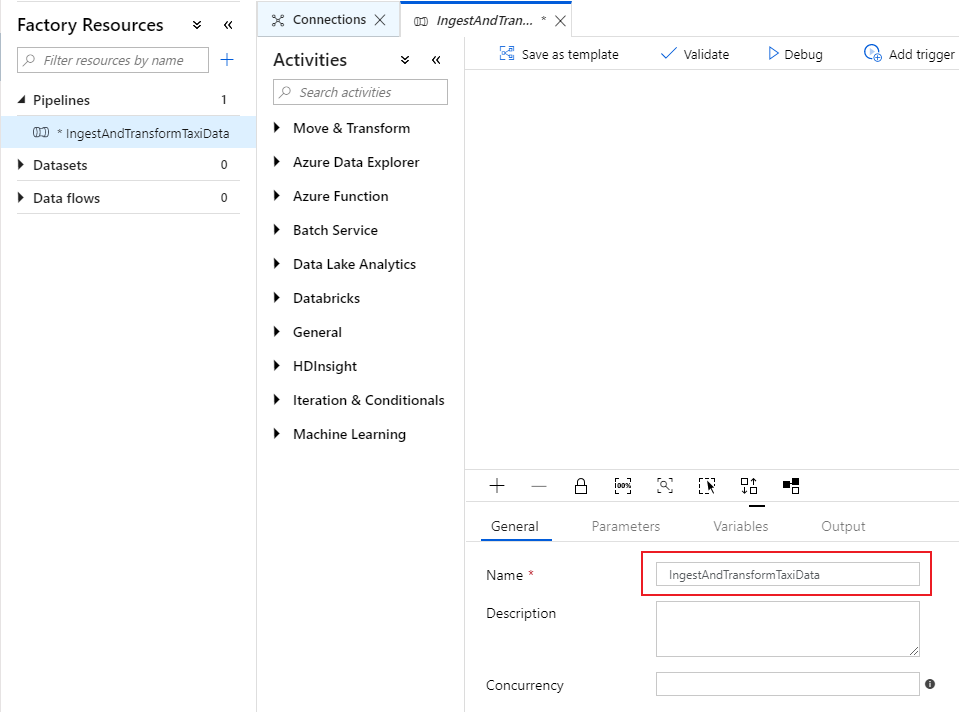 Factory Resources
Filter resources by name
Pipelines 1
* IngestAndTransformTaxiData
Datasets 0
Data flows 0
Connections
IngestAndTran... *
Activities
Search activities
Move & Transform
Azure Data Explorer
Azure Function
Batch Service
Data Lake Analytics
Databricks
General
HDInsight
Iteration & Conditionals
Machine Learning
Save as template Validate Debug Add trigger
100%
General Parameters Variables Output
Name * IngestAndTransformTaxiData
Description
Concurrency